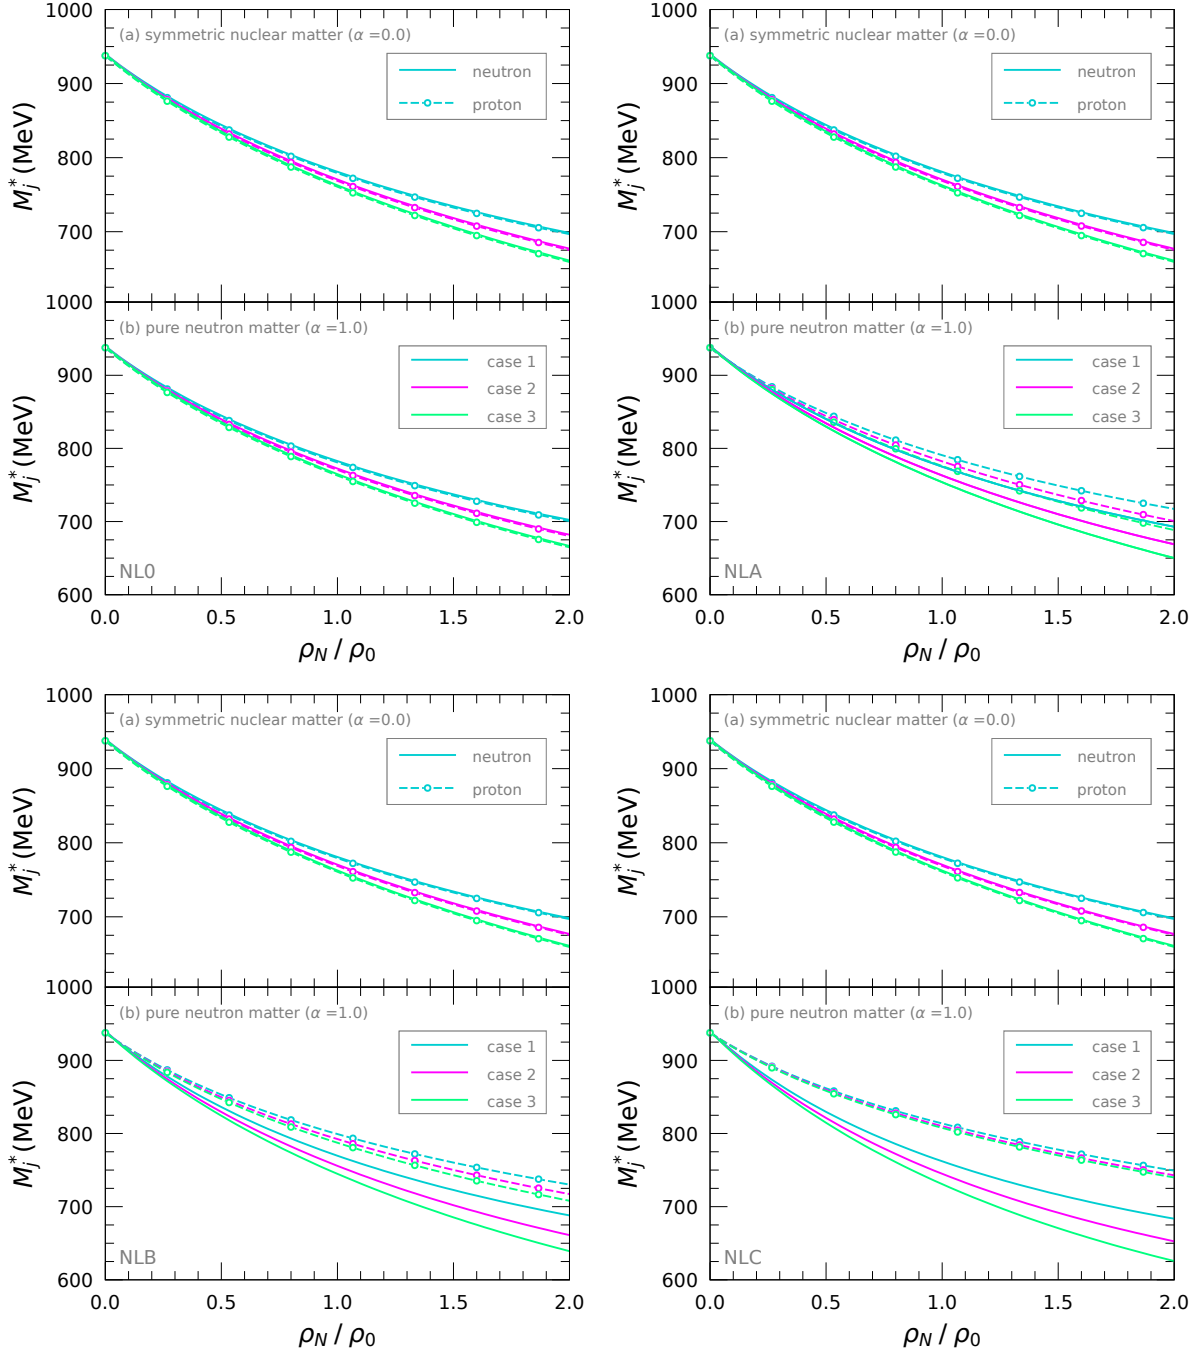 1000
900
800
700
M*j (MeV)
(a) symmetric nuclear matter (α =0.0)
neutron
proton
1000
900
800
700
600
M*j (MeV)
(b) pure neutron matter (α =1.0)
case 1
case 2
case 3
NL0
0.0 0.5 1.0 1.5 2.0
ρN / ρ0
1000
900
800
700
M*j (MeV)
(a) symmetric nuclear matter (α =0.0)
neutron
proton
1000
900
800
700
600
M*j (MeV)
(b) pure neutron matter (α =1.0)
case 1
case 2
case 3
NLA
0.0 0.5 1.0 1.5 2.0
ρN / ρ0
1000
900
800
700
M*j (MeV)
(a) symmetric nuclear matter (α =0.0)
neutron
proton
1000
900
800
700
600
M*j (MeV)
(b) pure neutron matter (α =1.0)
case 1
case 2
case 3
NLB
0.0 0.5 1.0 1.5 2.0
ρN / ρ0
1000
900
800
700
M*j (MeV)
(a) symmetric nuclear matter (α =0.0)
neutron
proton
1000
900
800
700
600
M*j (MeV)
(b) pure neutron matter (α =1.0)
case 1
case 2
case 3
NLC
0.0 0.5 1.0 1.5 2.0
ρN / ρ0